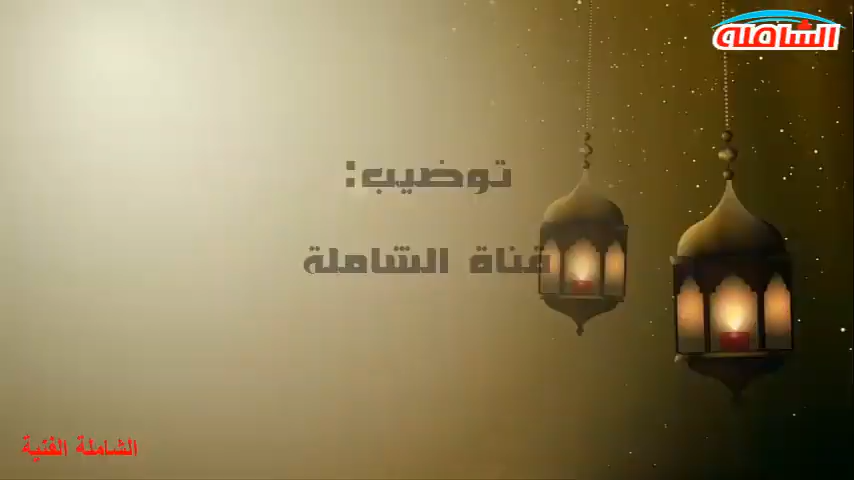 الشاملة
توضيب:
قناة الشاملة
الشاملة الفنية